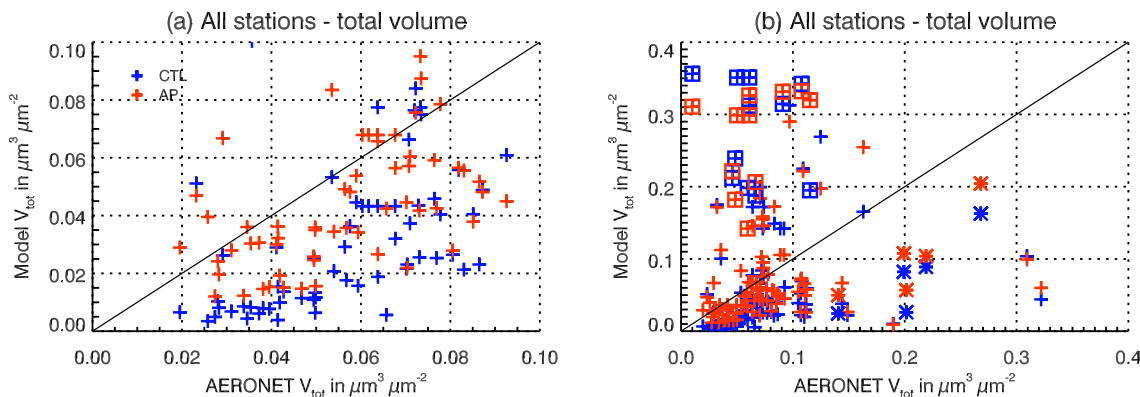 (a) All stations - total volume
0.10
0.08
0.06
0.04
0.02
0.00
Model V_tot in μm³ μm⁻²
CTL
AP
0.00 0.02 0.04 0.06 0.08 0.10
AERONET V_tot in μm³ μm⁻²
(b) All stations - total volume
0.4
0.3
0.2
0.1
0.0
Model V_tot in μm³ μm⁻²
0.0 0.1 0.2 0.3 0.4
AERONET V_tot in μm³ μm⁻²